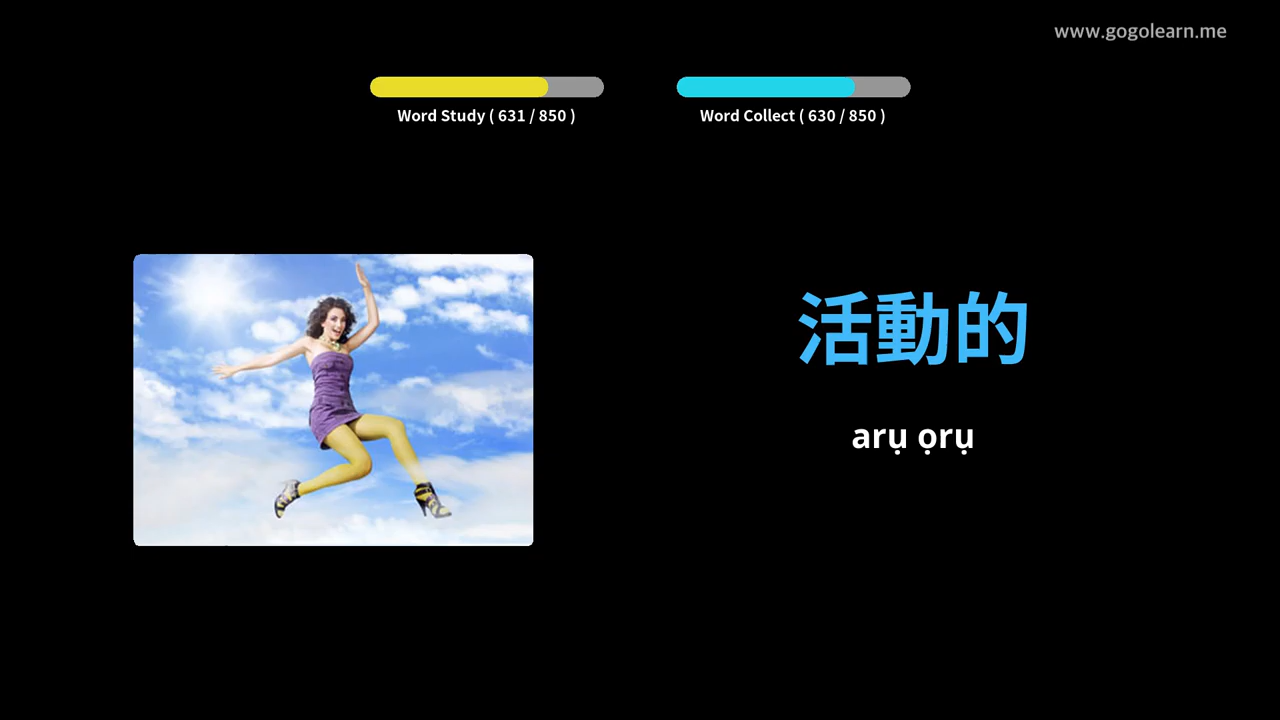 www.gogolearn.me
Word Study ( 631 / 850 )
Word Collect ( 630 / 850 )
活動的
arụ ọrụ